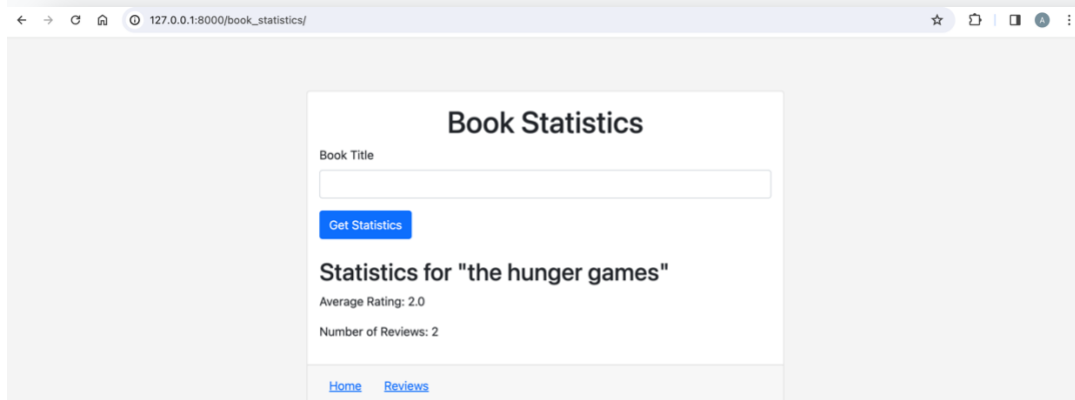 127.0.0.1:8000/book_statistics/
A
Book Statistics
Book Title
Get Statistics
Statistics for "the hunger games"
Average Rating: 2.0
Number of Reviews: 2
Home Reviews